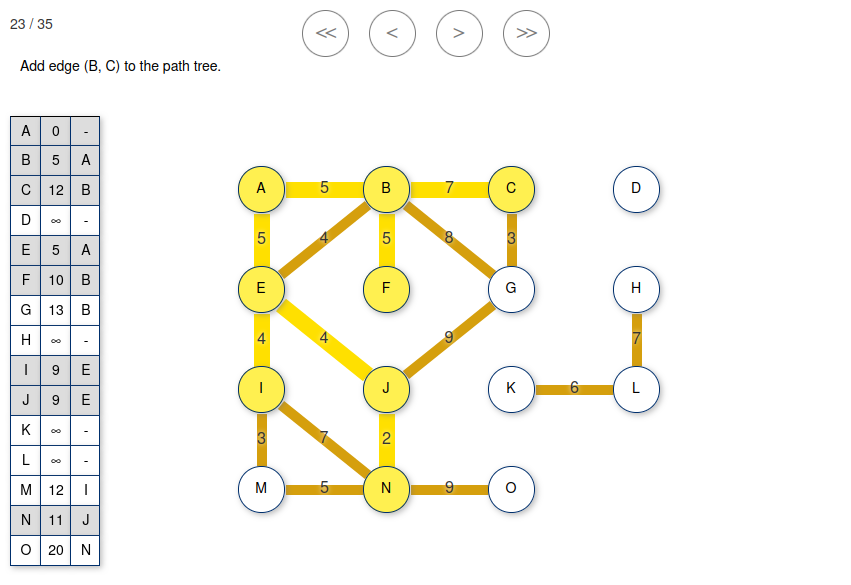 23 / 35
<< < > >>
Add edge (B, C) to the path tree.
A 0 -
B 5 A
C 12 B
D ∞ -
E 5 A
F 10 B
G 13 B
H ∞ -
I 9 E
J 9 E
K ∞ -
L ∞ -
M 12 I
N 11 J
O 20 N
A 5 B 7 C D
5 4 5 8 3
E F G H
4 4 9 7
I J K 6 L
3 7 2
M 5 N 9 O